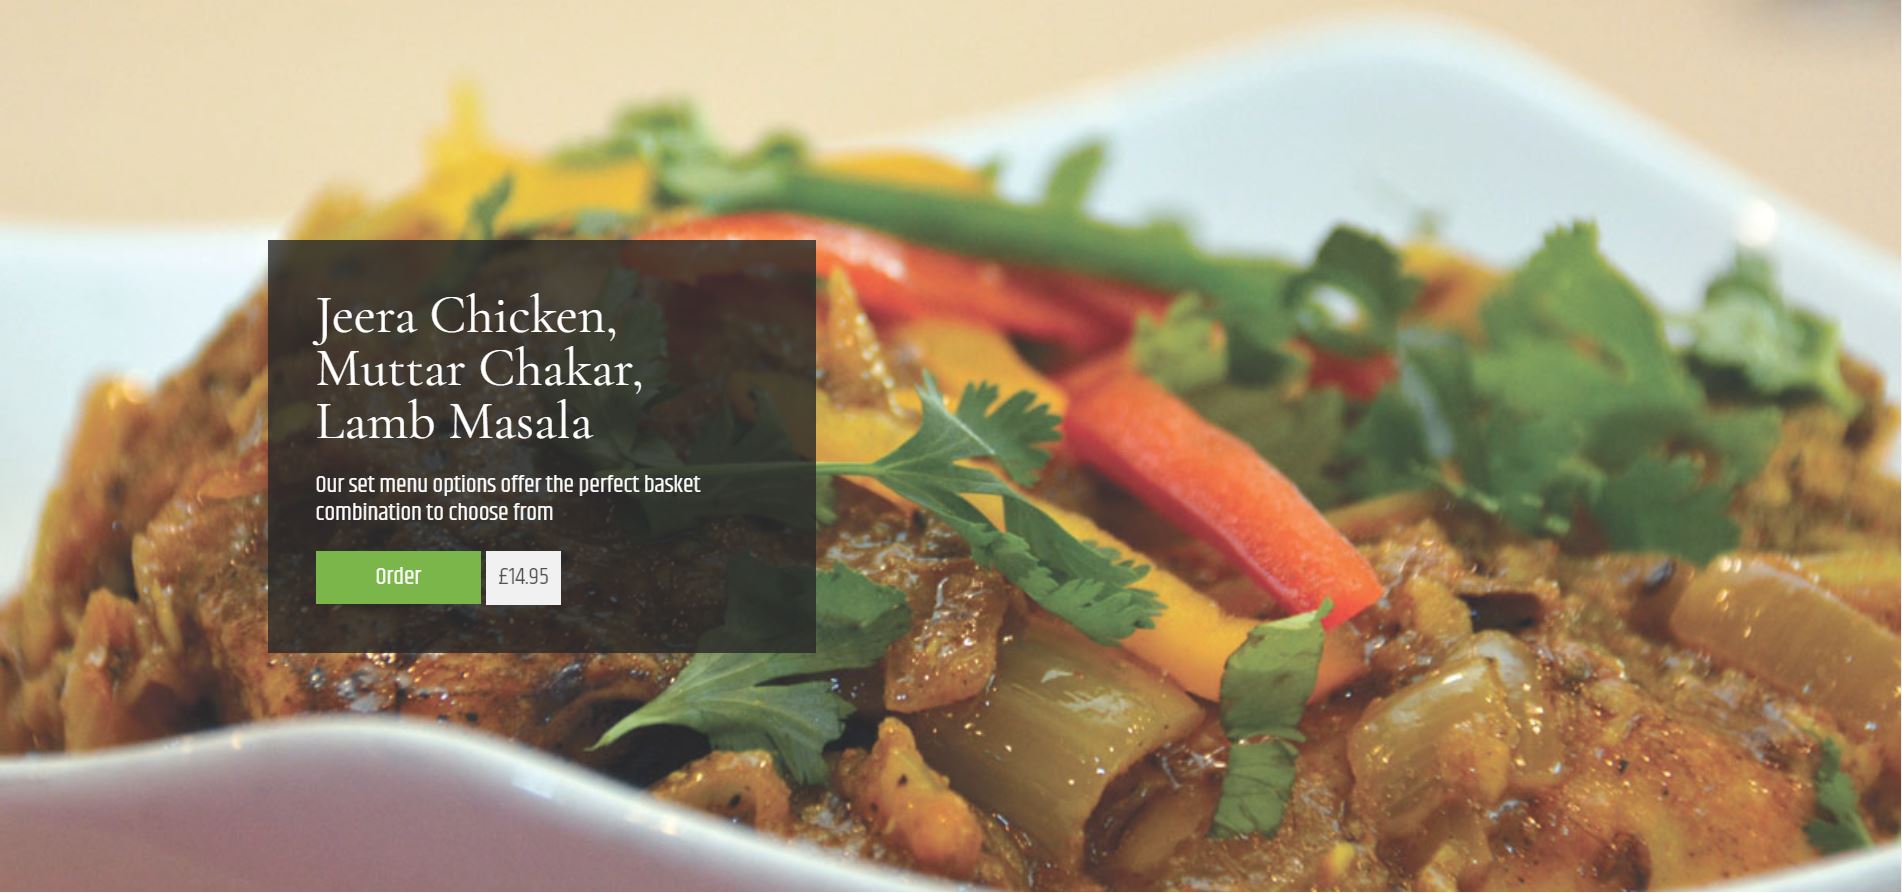 Jeera Chicken,
Muttar Chakar,
Lamb Masala
Our set menu options offer the perfect basket
combination to choose from
Order
£14.95